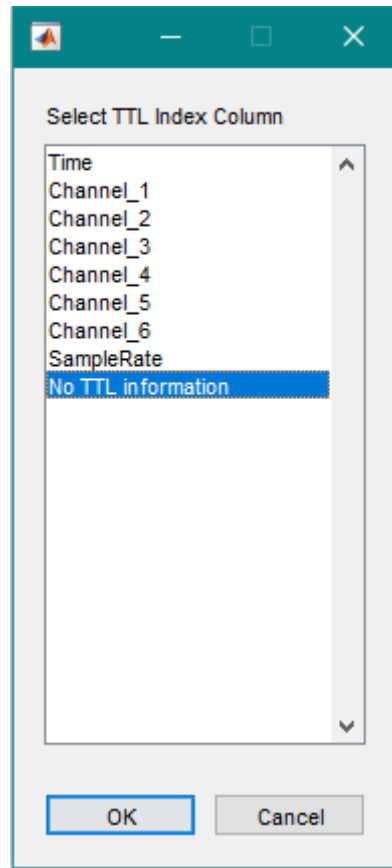 Select TTL Index Column
Time
Channel_1
Channel_2
Channel_3
Channel_4
Channel_5
Channel_6
SampleRate
No TTL information
OK
Cancel